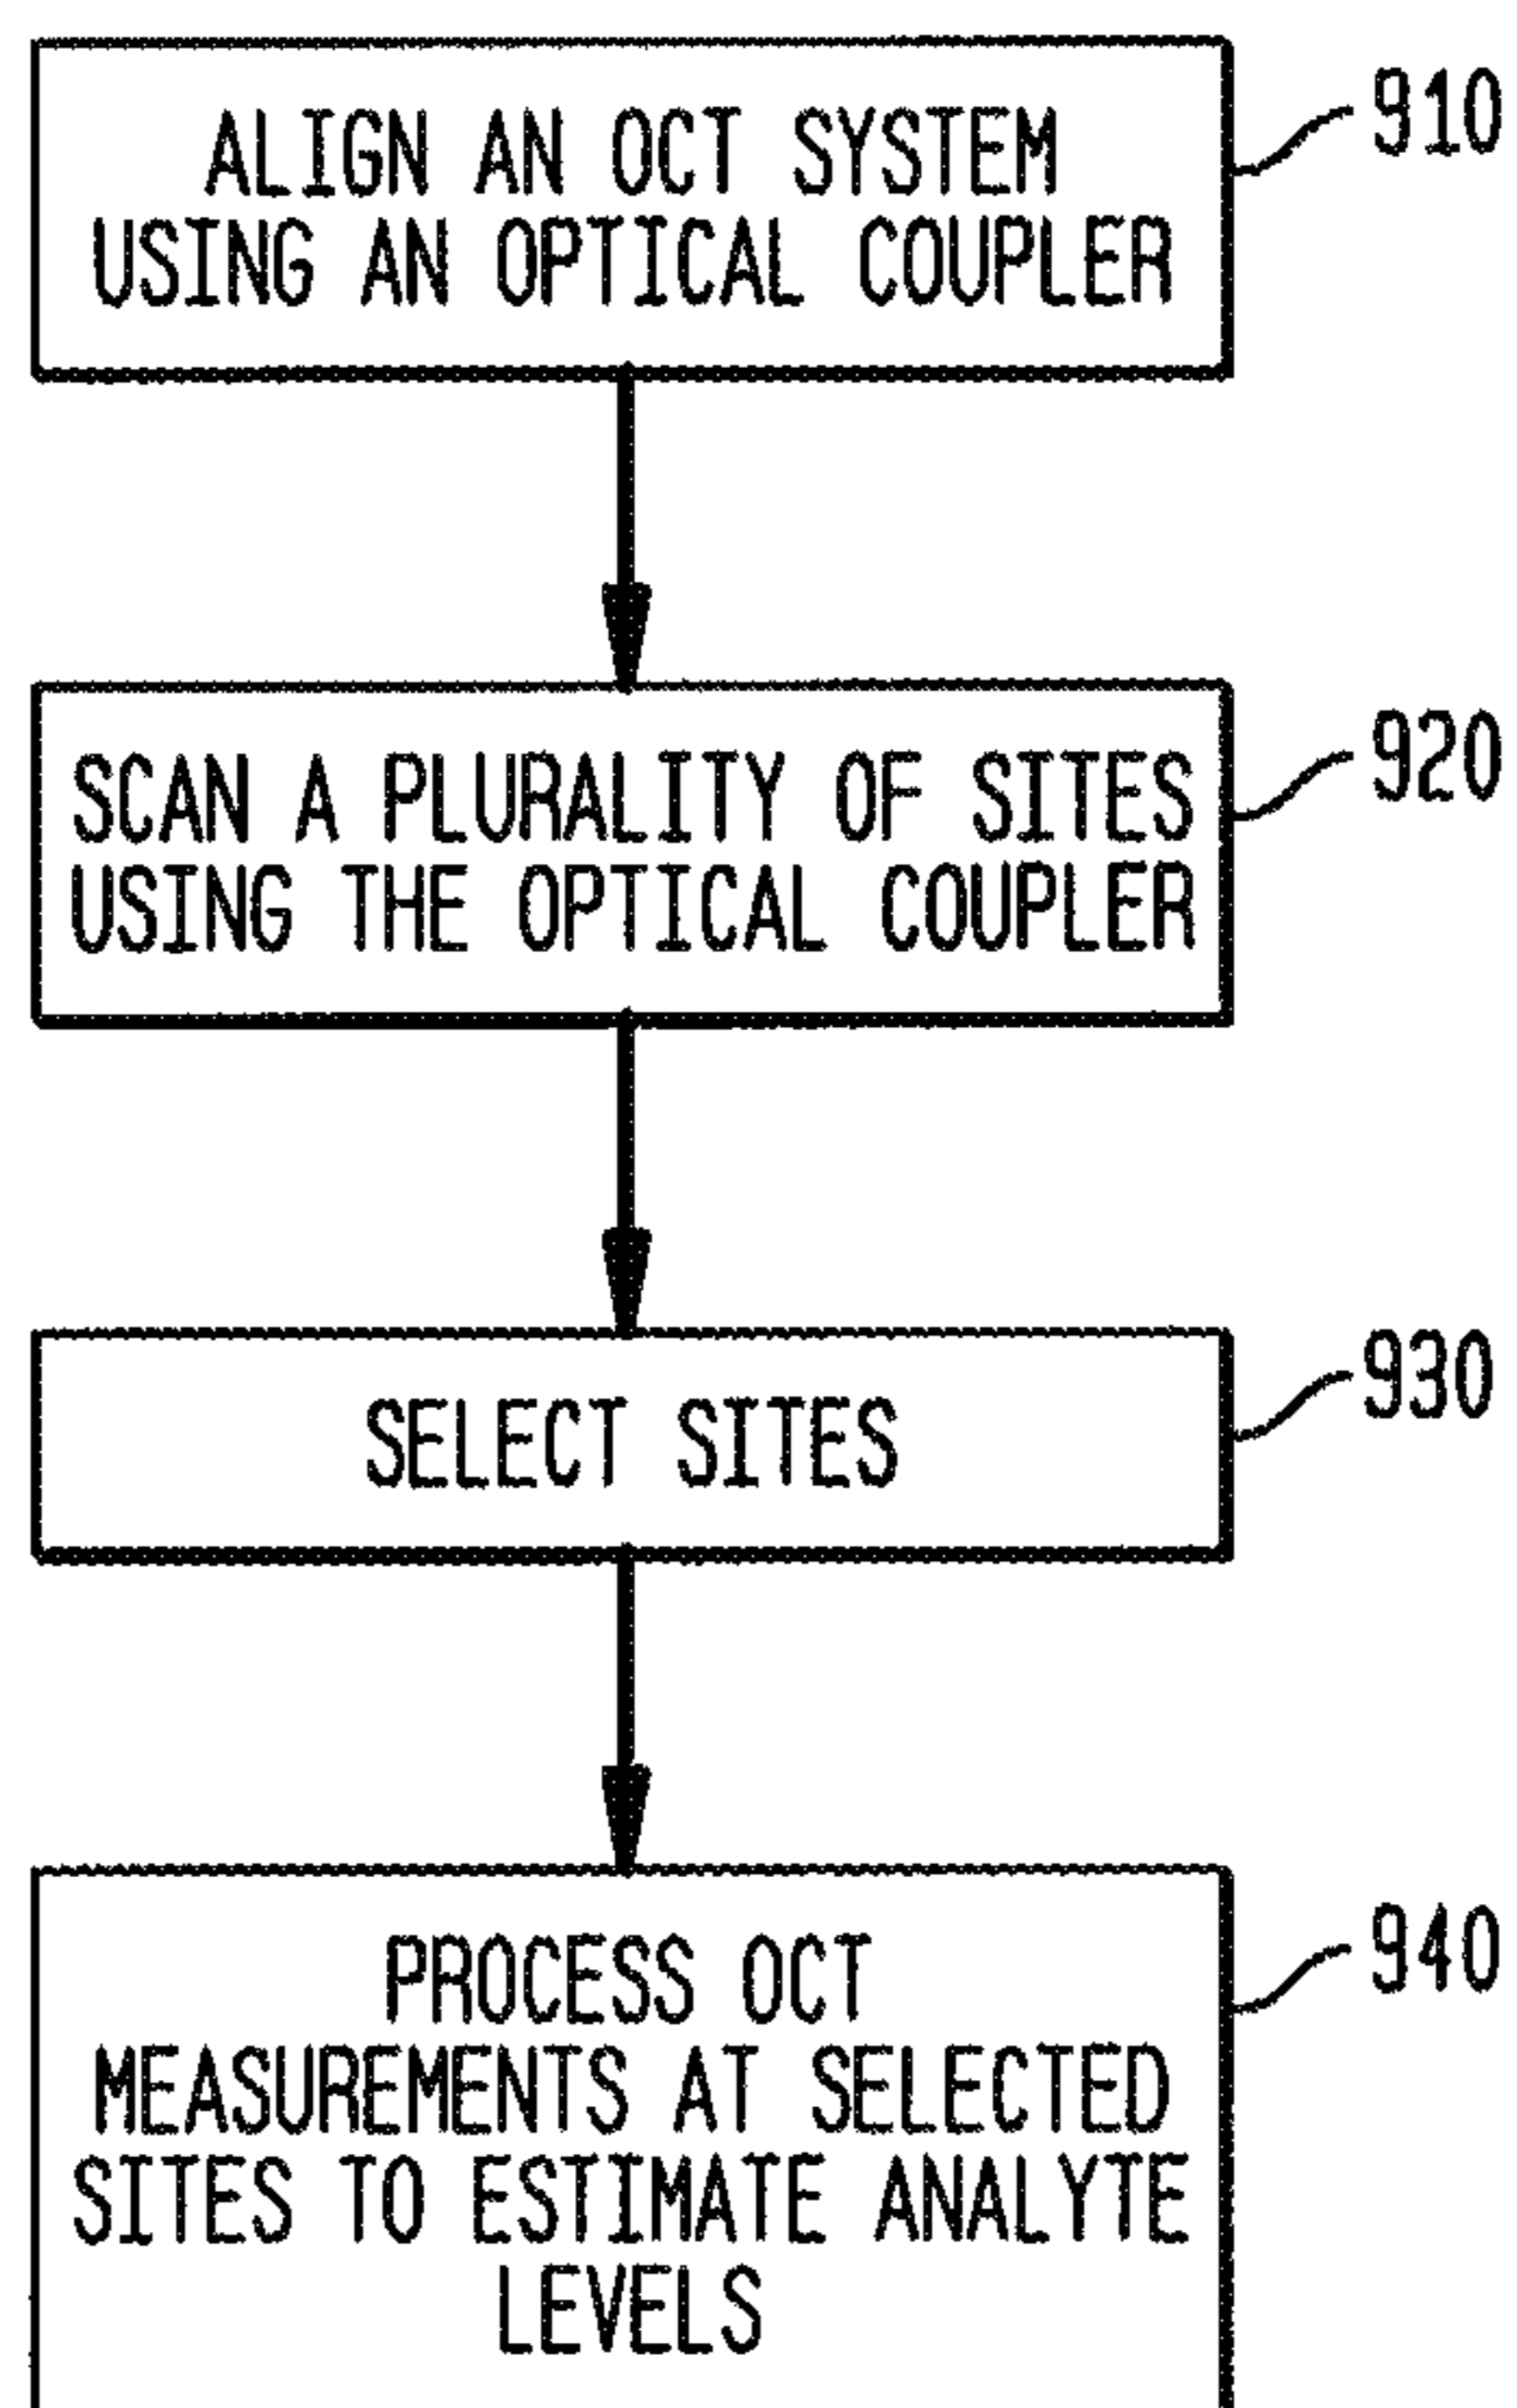 ALIGN AN OCT SYSTEM
USING AN OPTICAL COUPLER
910
SCAN A PLURALITY OF SITES
USING THE OPTICAL COUPLER
920
SELECT SITES
930
PROCESS OCT
MEASUREMENTS AT SELECTED
SITES TO ESTIMATE ANALYTE
LEVELS
940